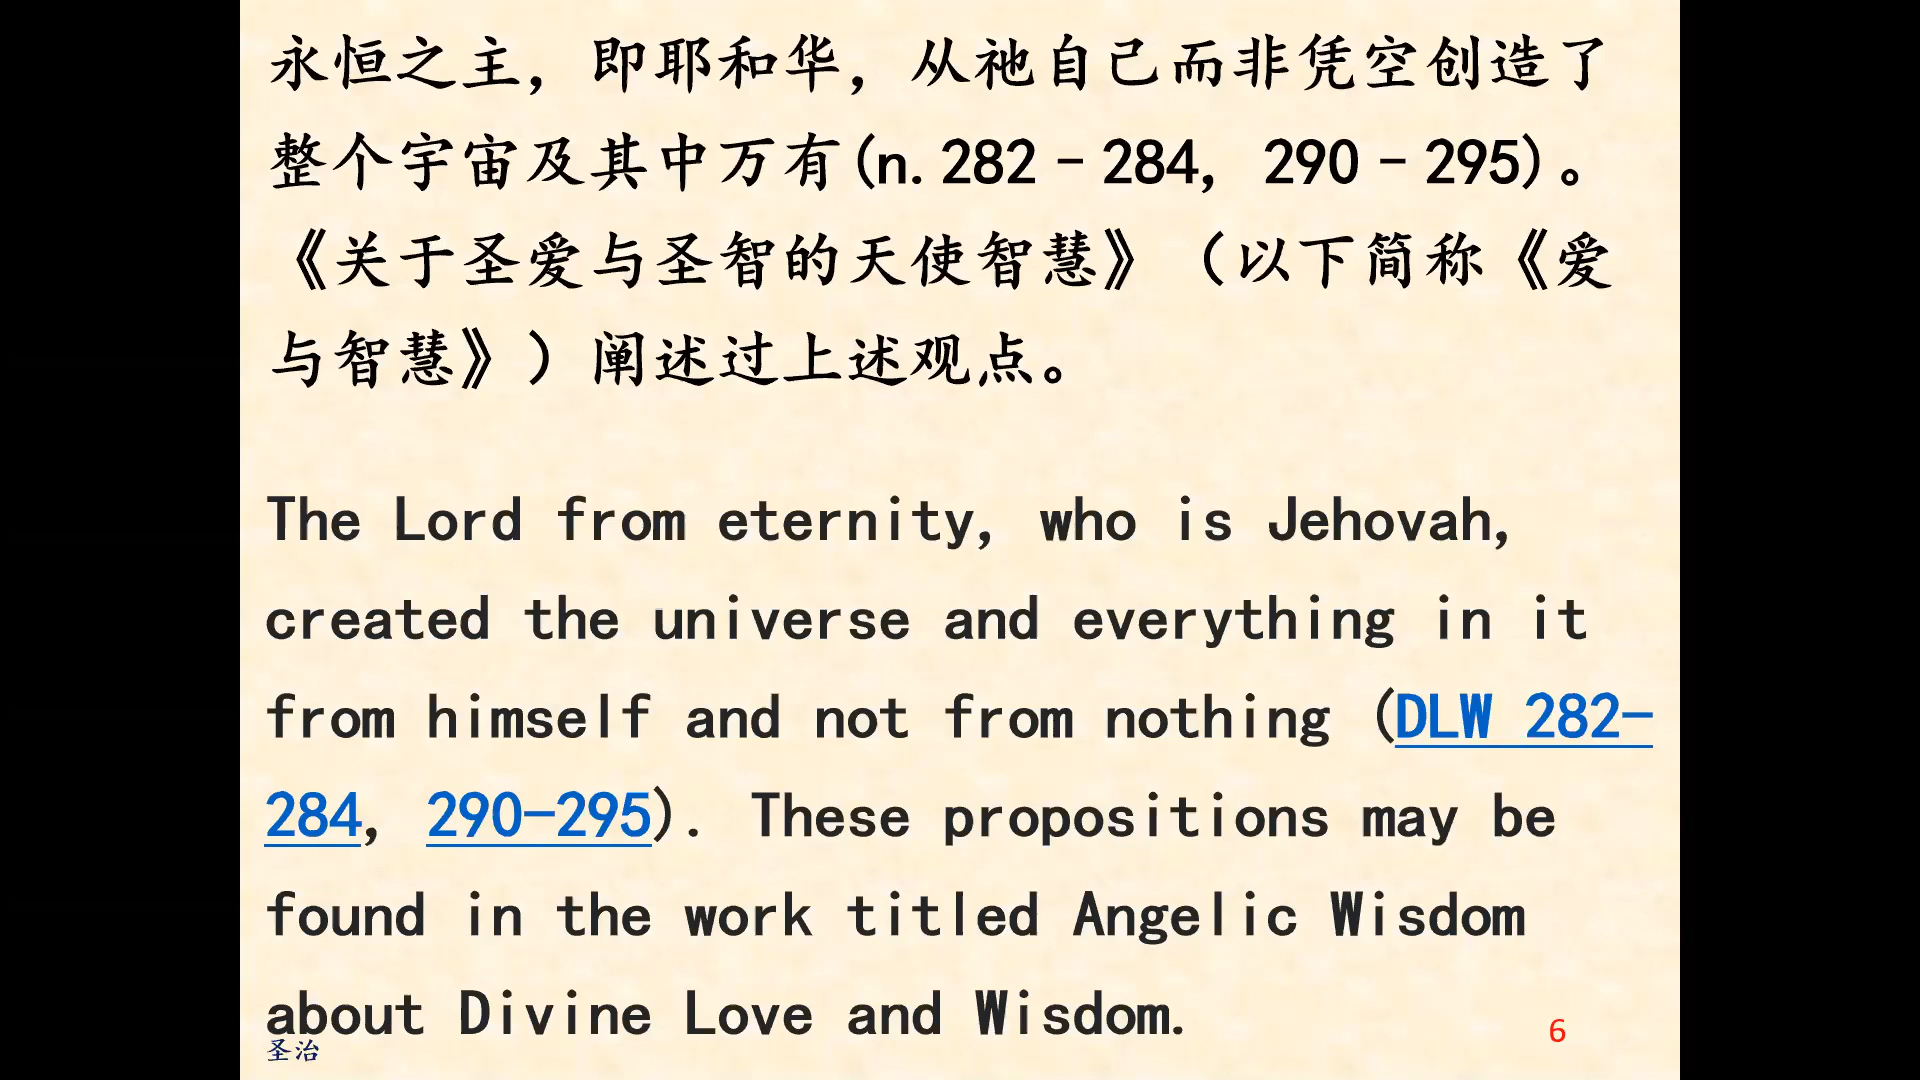 永恒之主，即耶和华，从祂自己而非凭空创造了
整个宇宙及其中万有(n.282–284, 290–295)。
《关于圣爱与圣智的天使智慧》（以下简称《爱
与智慧》）阐述过上述观点。
The Lord from eternity, who is Jehovah,
created the universe and everything in it
from himself and not from nothing (DLW 282-
284, 290-295). These propositions may be
found in the work titled Angelic Wisdom
about Divine Love and Wisdom.
圣治
6